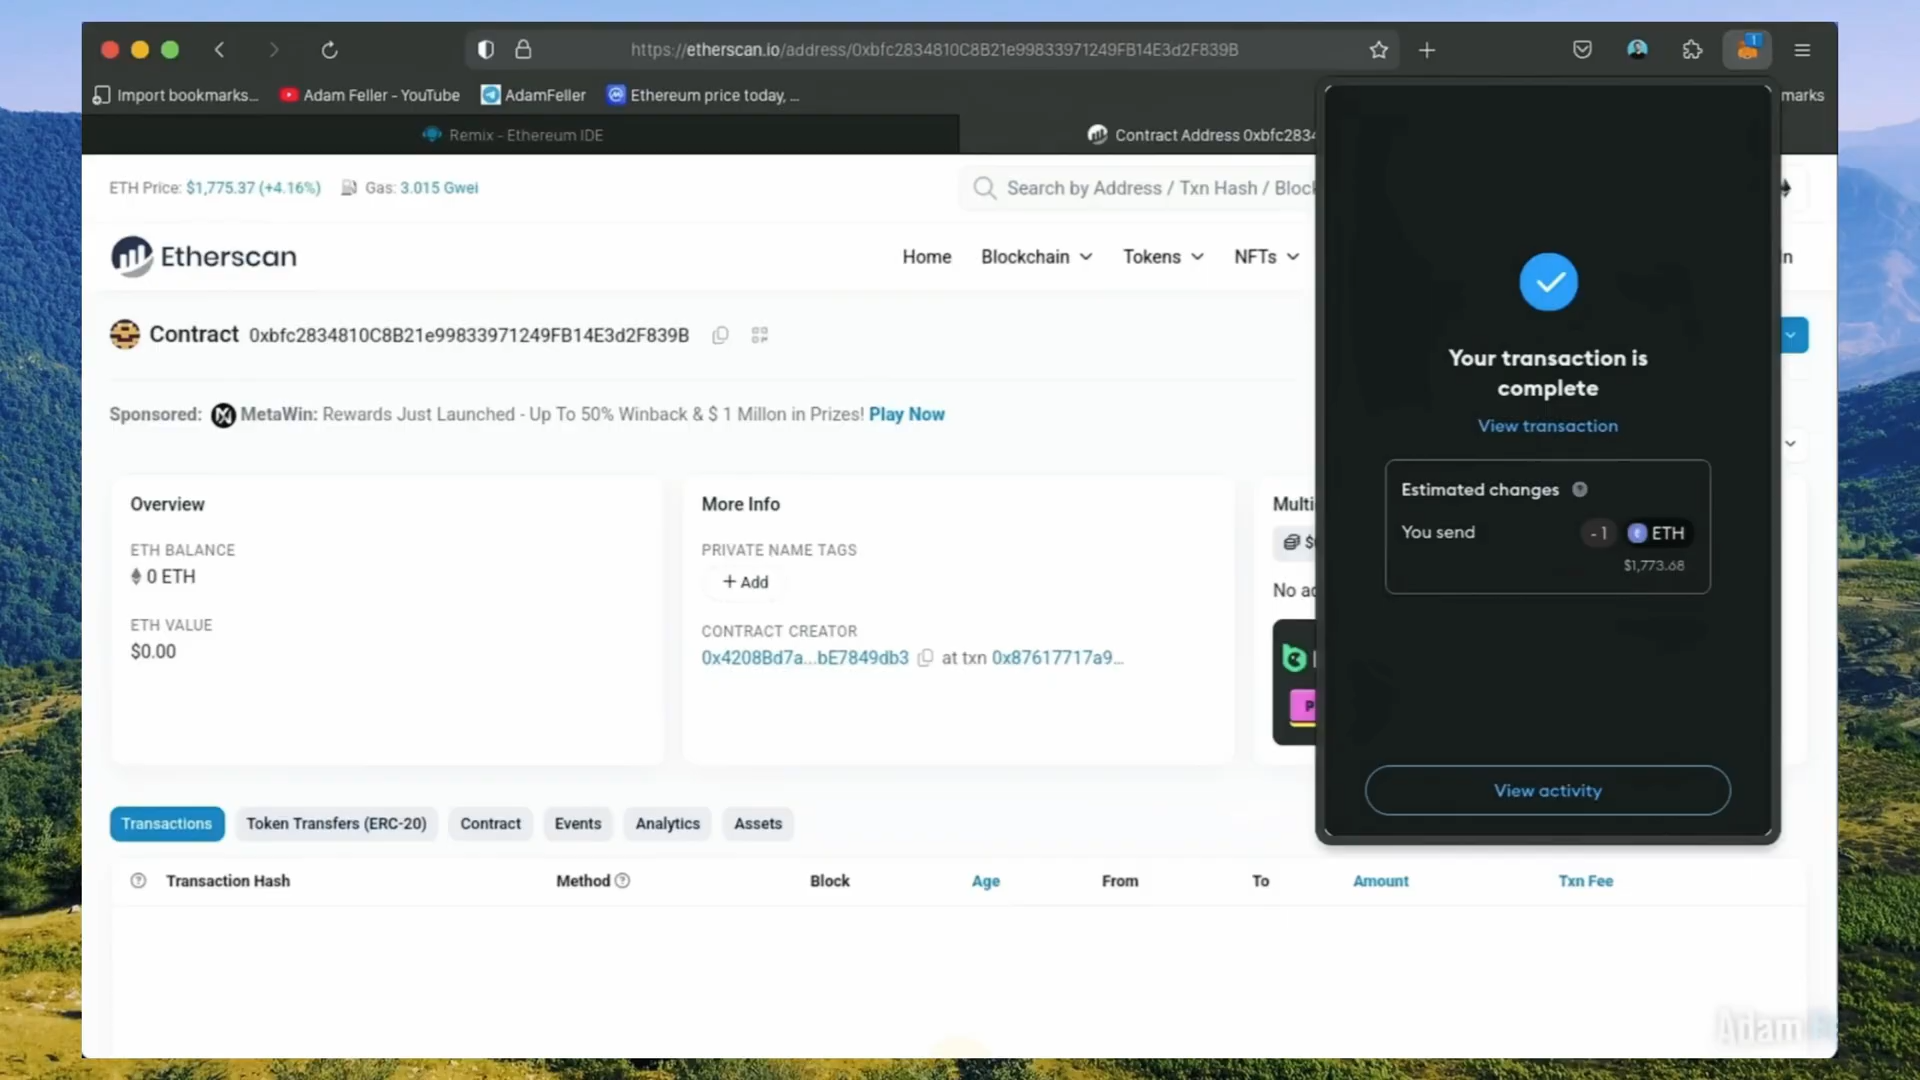 https://etherscan.io/address/0xbfc2834810C8B21e99833971249FB14E3d2F839B
1
Import bookmarks...
Adam Feller - YouTube
AdamFeller
Ethereum price today, ...
marks
Remix - Ethereum IDE
Contract Address 0xbfc2834
ETH Price: $1,775.37 (+4.16%)
Gas: 3.015 Gwei
Search by Address / Txn Hash / Block
Etherscan
Home
Blockchain
Tokens
NFTs
Contract 0xbfc2834810C8B21e99833971249FB14E3d2F839B
Sponsored: MetaWin: Rewards Just Launched - Up To 50% Winback & $ 1 Millon in Prizes! Play Now
Overview
ETH BALANCE
0 ETH
ETH VALUE
$0.00
More Info
PRIVATE NAME TAGS
+ Add
CONTRACT CREATOR
0x4208Bd7a...bE7849db3 at txn 0x87617717a9...
Multi
No ad
Your transaction is
complete
View transaction
Estimated changes
You send
- 1 ETH
$1,773.68
View activity
Transactions
Token Transfers (ERC-20)
Contract
Events
Analytics
Assets
Transaction Hash
Method
Block
Age
From
To
Amount
Txn Fee
Adam